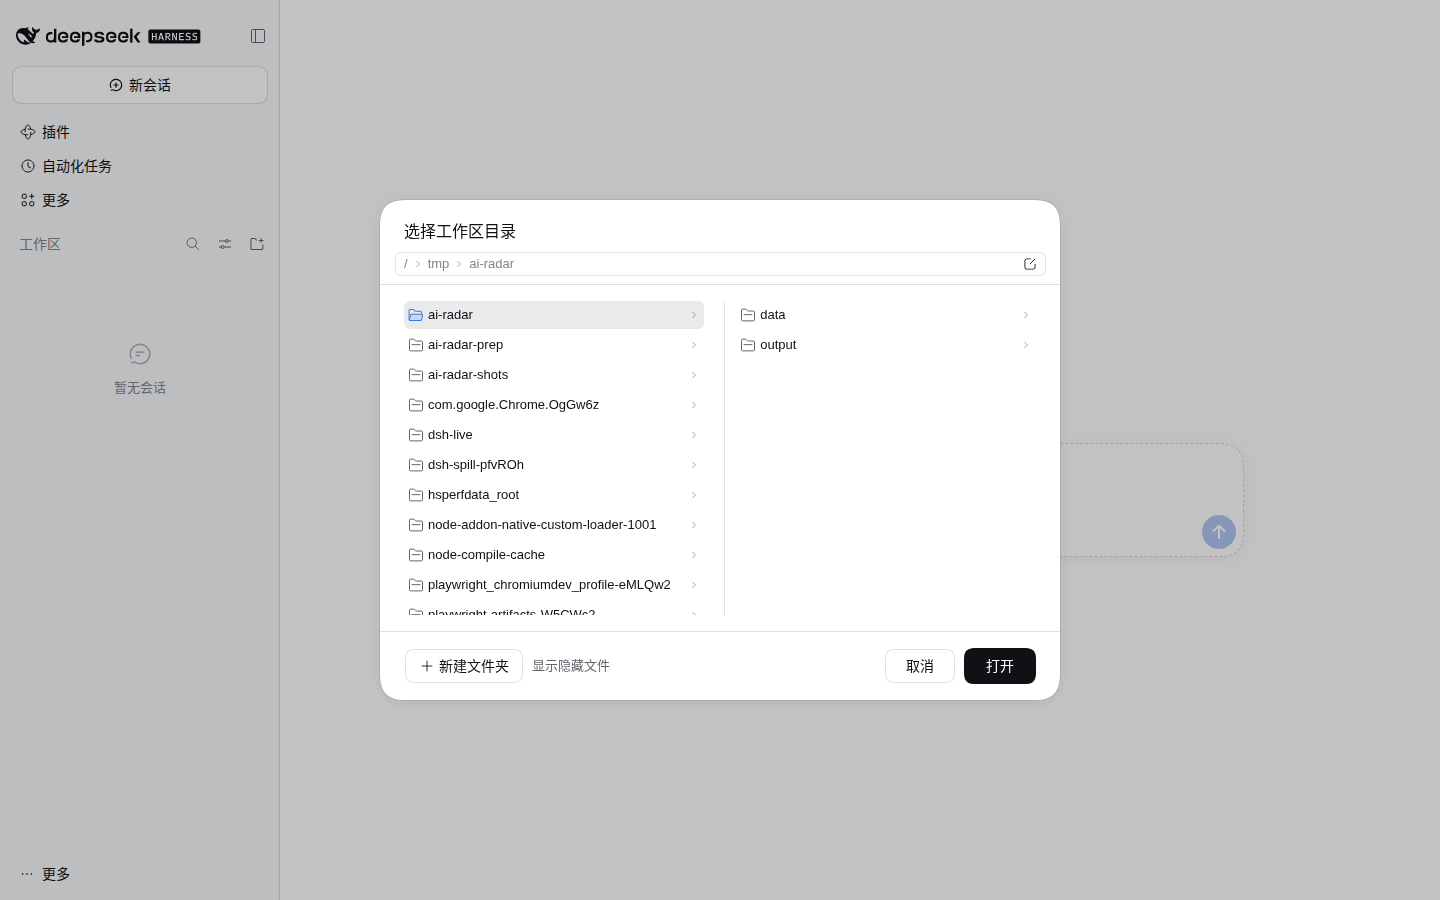 deepseek HARNESS
新会话
插件
自动化任务
更多
工作区
暂无会话
更多
选择工作区目录
/ tmp ai-radar
ai-radar
ai-radar-prep
ai-radar-shots
com.google.Chrome.OgGw6z
dsh-live
dsh-spill-pfvROh
hsperfdata_root
node-addon-native-custom-loader-1001
node-compile-cache
playwright_chromiumdev_profile-eMLQw2
playwright-artifacts-W5CWc2
data
output
新建文件夹
显示隐藏文件
取消
打开